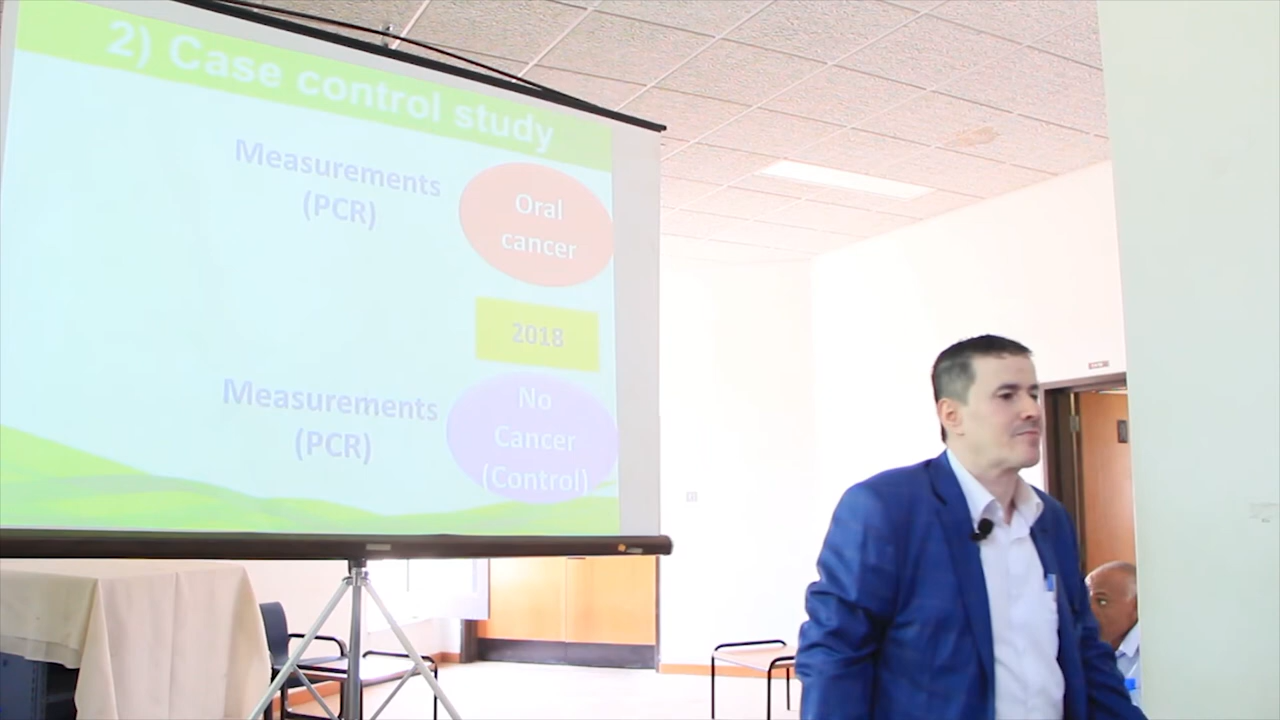 2) Case control study
Measurements
(PCR)
Oral
cancer
2018
Measurements
(PCR)
No
Cancer
(Control)